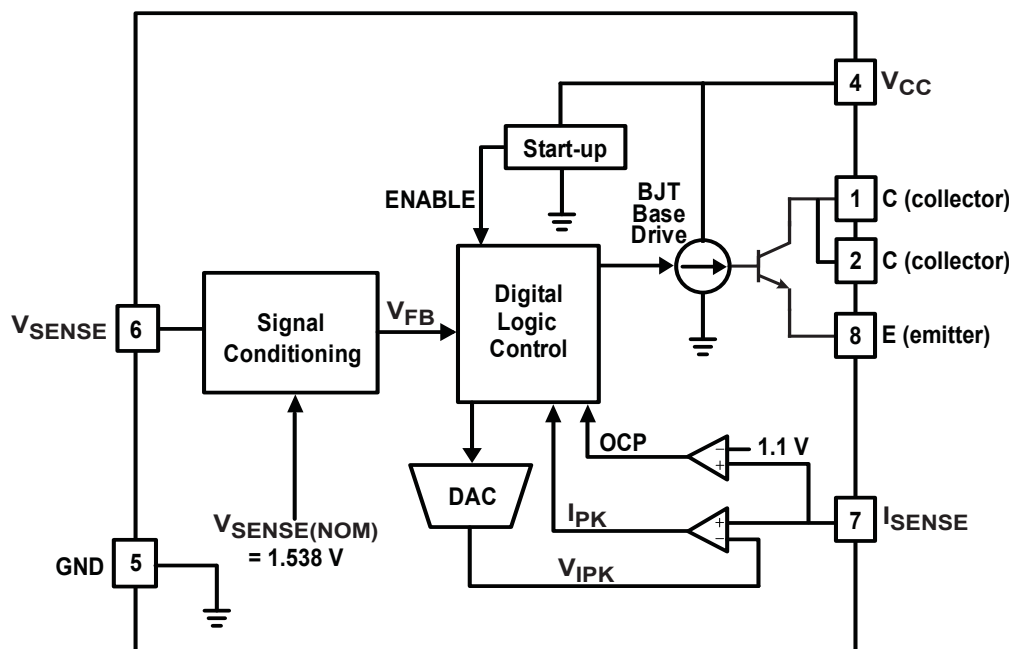 4
VCC
Start-up
ENABLE
BJT
Base
Drive
1
C (collector)
2
C (collector)
VSENSE
6
Signal
Conditioning
VFB
Digital
Logic
Control
8
E (emitter)
OCP
−
+
1.1 V
DAC
VSENSE(NOM)
= 1.538 V
IPK
+
−
7
ISENSE
GND
5
VIPK